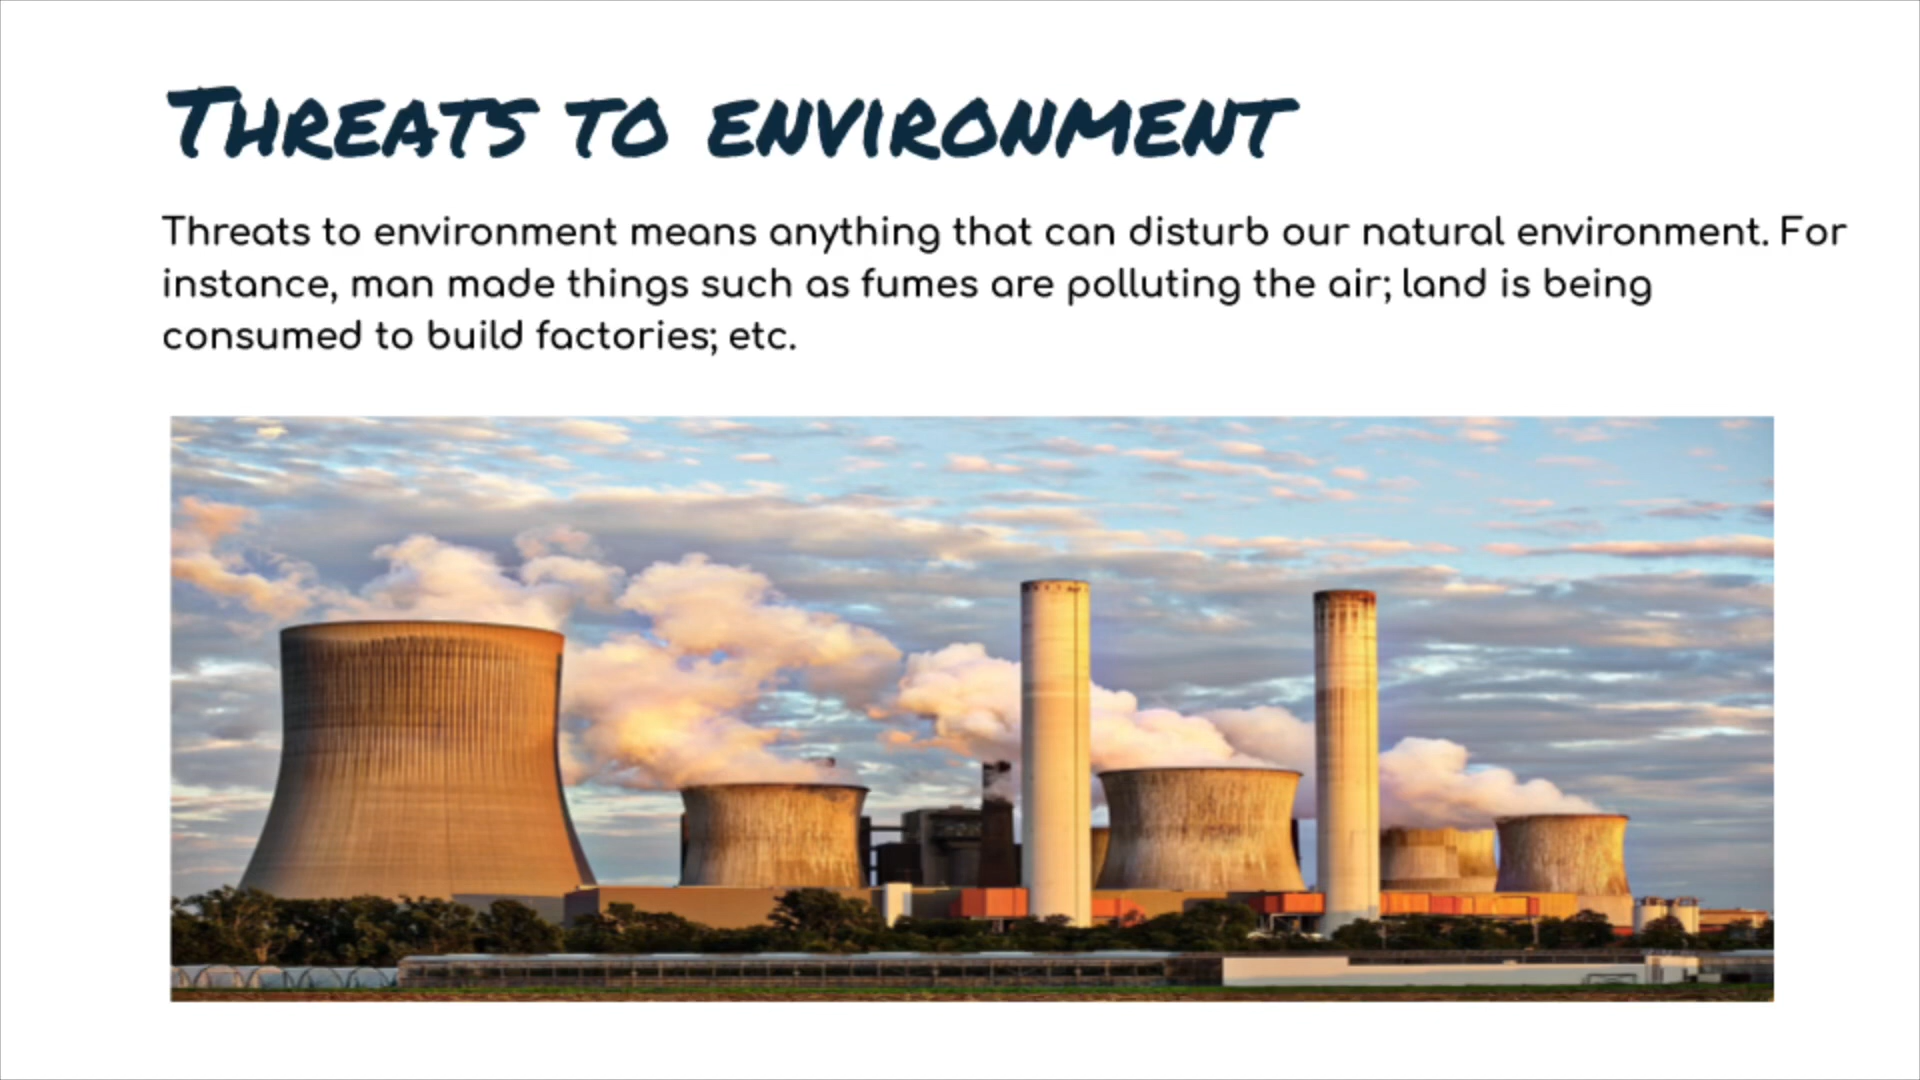 Threats to environment
Threats to environment means anything that can disturb our natural environment. For
instance, man made things such as fumes are polluting the air; land is being
consumed to build factories; etc.